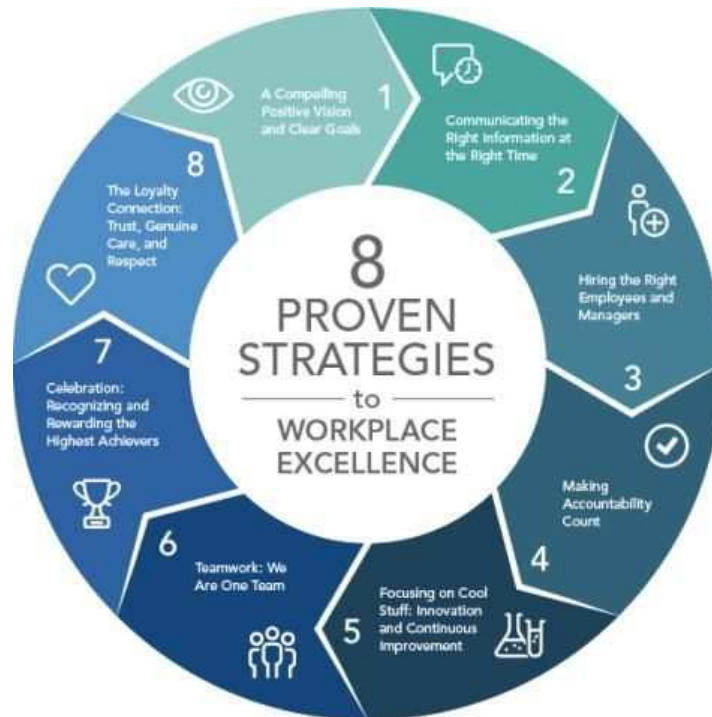 8
PROVEN
STRATEGIES
to
WORKPLACE
EXCELLENCE
1
A Compelling
Positive Vision
and Clear Goals
Communicating the
Right Information at
the Right Time
2
Hiring the Right
Employees and
Managers
3
Making
Accountability
Count
4
5
Focusing on Cool
Stuff: Innovation
and Continuous
Improvement
6
Teamwork: We
Are One Team
7
Celebration:
Recognizing and
Rewarding the
Highest Achievers
8
The Loyalty
Connection:
Trust, Genuine
Care, and
Respect